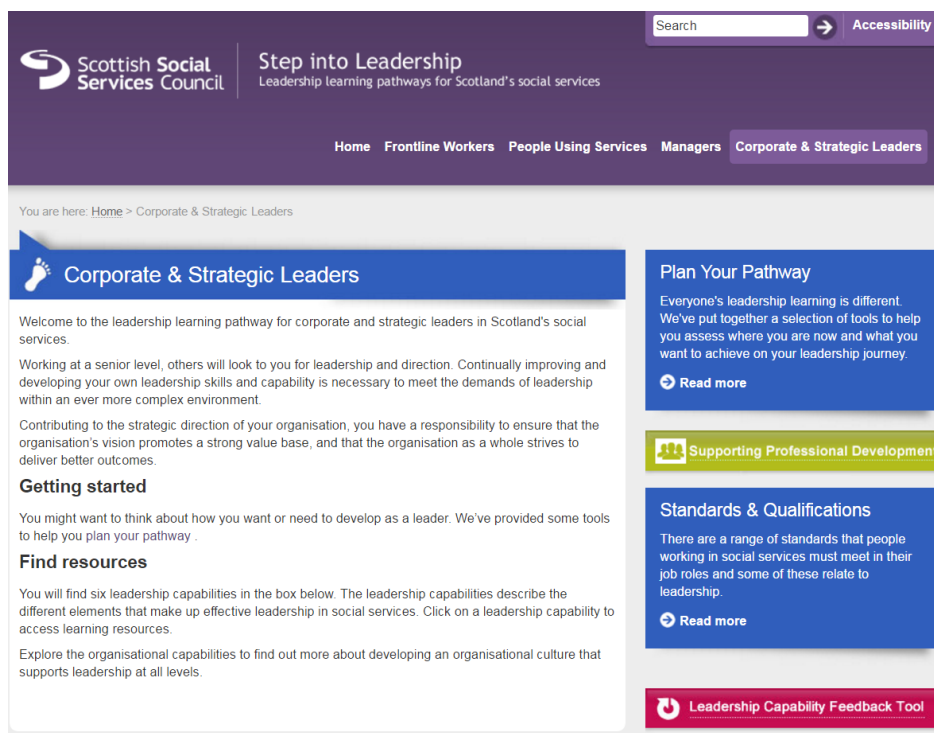 Search
Accessibility
Scottish Social
Services Council
Step into Leadership
Leadership learning pathways for Scotland's social services
Home Frontline Workers People Using Services Managers Corporate & Strategic Leaders
You are here: Home > Corporate & Strategic Leaders
Corporate & Strategic Leaders
Welcome to the leadership learning pathway for corporate and strategic leaders in Scotland's social
services.
Working at a senior level, others will look to you for leadership and direction. Continually improving and
developing your own leadership skills and capability is necessary to meet the demands of leadership
within an ever more complex environment.
Contributing to the strategic direction of your organisation, you have a responsibility to ensure that the
organisation's vision promotes a strong value base, and that the organisation as a whole strives to
deliver better outcomes.
Getting started
You might want to think about how you want or need to develop as a leader. We've provided some tools
to help you plan your pathway .
Find resources
You will find six leadership capabilities in the box below. The leadership capabilities describe the
different elements that make up effective leadership in social services. Click on a leadership capability to
access learning resources.
Explore the organisational capabilities to find out more about developing an organisational culture that
supports leadership at all levels.
Plan Your Pathway
Everyone's leadership learning is different.
We've put together a selection of tools to help
you assess where you are now and what you
want to achieve on your leadership journey.
Read more
Supporting Professional Developmen
Standards & Qualifications
There are a range of standards that people
working in social services must meet in their
job roles and some of these relate to
leadership.
Read more
Leadership Capability Feedback Tool